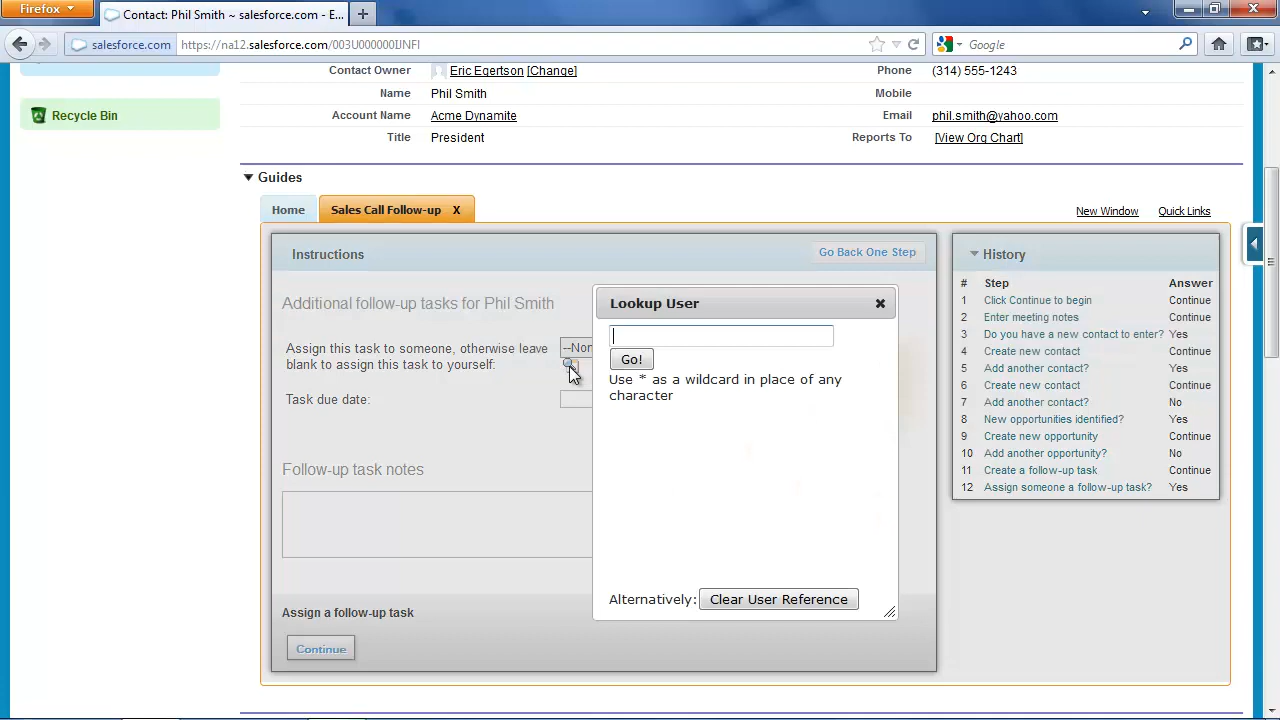 Firefox
Contact: Phil Smith ~ salesforce.com - E...
salesforce.com
https://na12.salesforce.com/003U000000IJNFI
Google
Contact Owner
Eric Egertson [Change]
Phone
(314) 555-1243
Name
Phil Smith
Mobile
Recycle Bin
Account Name
Acme Dynamite
Email
phil.smith@yahoo.com
Title
President
Reports To
[View Org Chart]
Guides
Home
Sales Call Follow-up X
New Window
Quick Links
Instructions
Go Back One Step
Additional follow-up tasks for Phil Smith
Assign this task to someone, otherwise leave
blank to assign this task to yourself:
--Non
Task due date:
Follow-up task notes
Assign a follow-up task
Continue
Lookup User
Go!
Use * as a wildcard in place of any
character
Alternatively: Clear User Reference
History
# Step Answer
1 Click Continue to begin Continue
2 Enter meeting notes Continue
3 Do you have a new contact to enter? Yes
4 Create new contact Continue
5 Add another contact? Yes
6 Create new contact Continue
7 Add another contact? No
8 New opportunities identified? Yes
9 Create new opportunity Continue
10 Add another opportunity? No
11 Create a follow-up task Continue
12 Assign someone a follow-up task? Yes